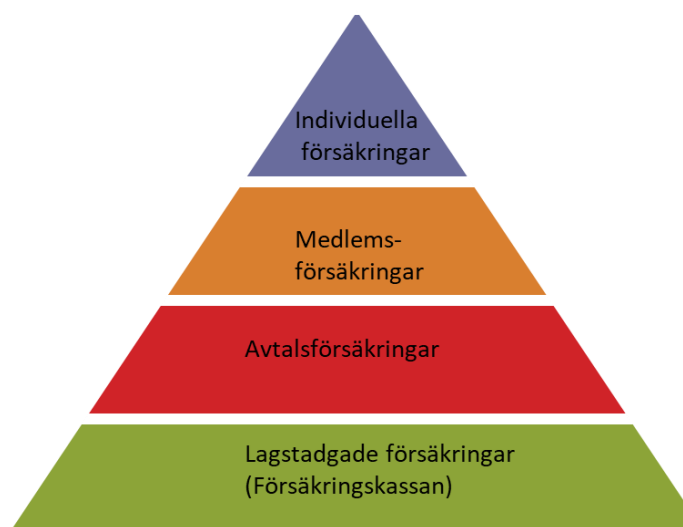 Individuella
försäkringar
Medlems-
försäkringar
Avtalsförsäkringar
Lagstadgade försäkringar
(Försäkringskassan)